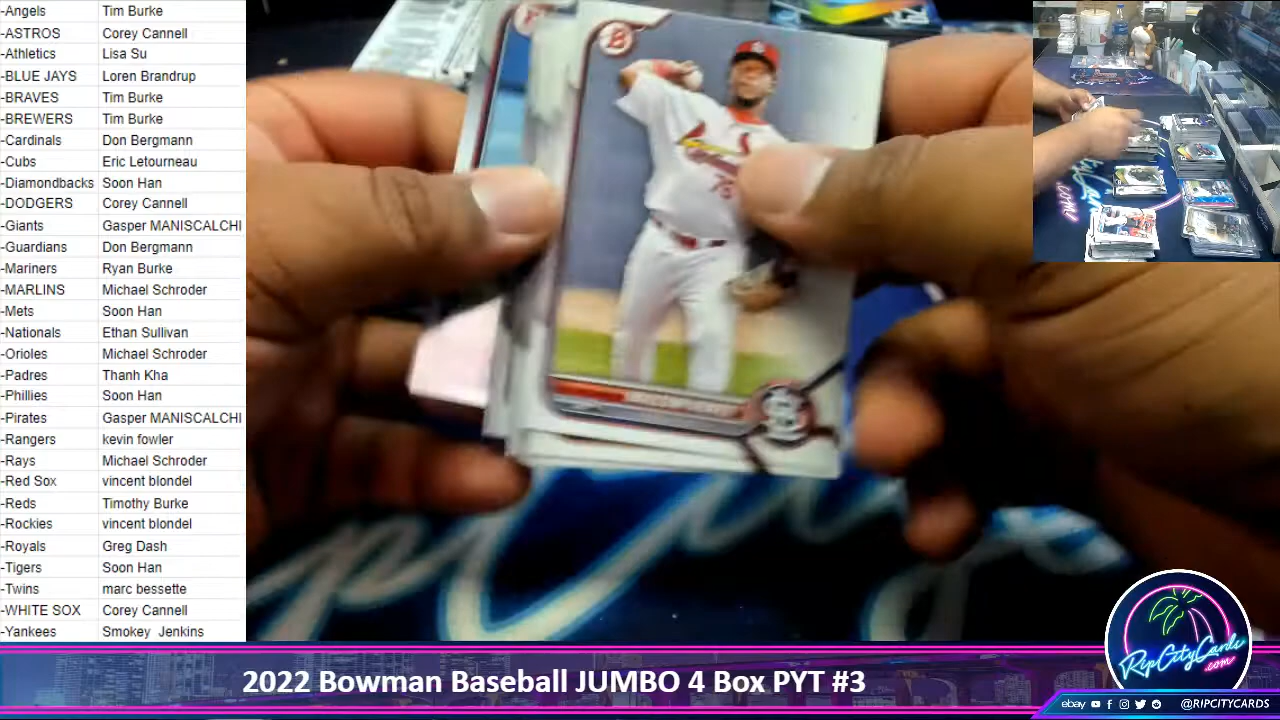 -Angels Tim Burke
-ASTROS Corey Cannell
-Athletics Lisa Su
-BLUE JAYS Loren Brandrup
-BRAVES Tim Burke
-BREWERS Tim Burke
-Cardinals Don Bergmann
-Cubs Eric Letourneau
-Diamondbacks Soon Han
-DODGERS Corey Cannell
-Giants Gasper MANISCALCHI
-Guardians Don Bergmann
-Mariners Ryan Burke
-MARLINS Michael Schroder
-Mets Soon Han
-Nationals Ethan Sullivan
-Orioles Michael Schroder
-Padres Thanh Kha
-Phillies Soon Han
-Pirates Gasper MANISCALCHI
-Rangers kevin fowler
-Rays Michael Schroder
-Red Sox vincent blondel
-Reds Timothy Burke
-Rockies vincent blondel
-Royals Greg Dash
-Tigers Soon Han
-Twins marc bessette
-WHITE SOX Corey Cannell
-Yankees Smokey Jenkins
2022 Bowman Baseball JUMBO 4 Box PYT #3
RipCityCards
.com
ebay @RIPCITYCARDS